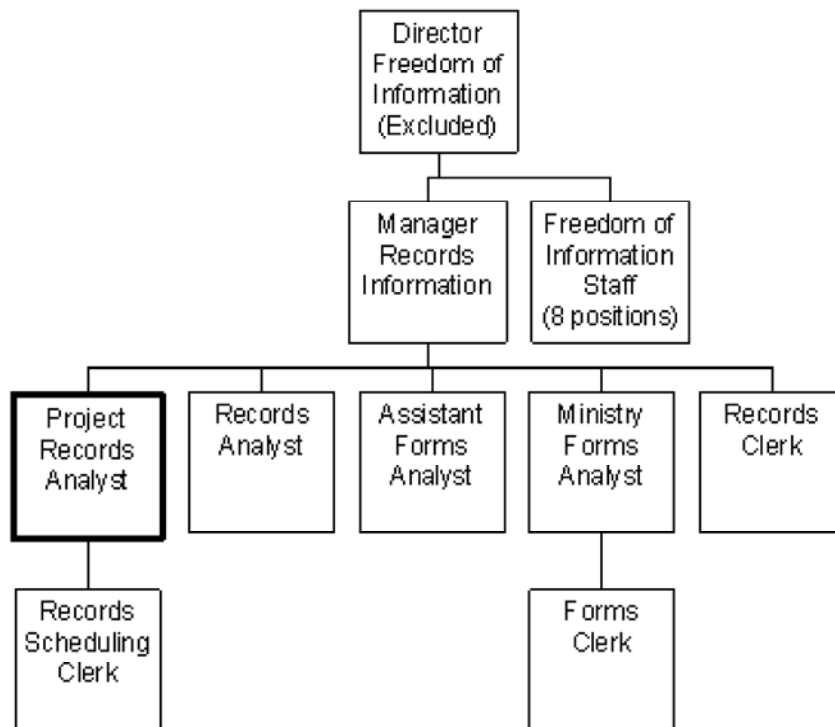 Director
Freedom of
Information
(Excluded)
Manager
Records
Information
Freedom of
Information
Staff
(8 positions)
Project
Records
Analyst
Records
Analyst
Assistant
Forms
Analyst
Ministry
Forms
Analyst
Records
Clerk
Records
Scheduling
Clerk
Forms
Clerk